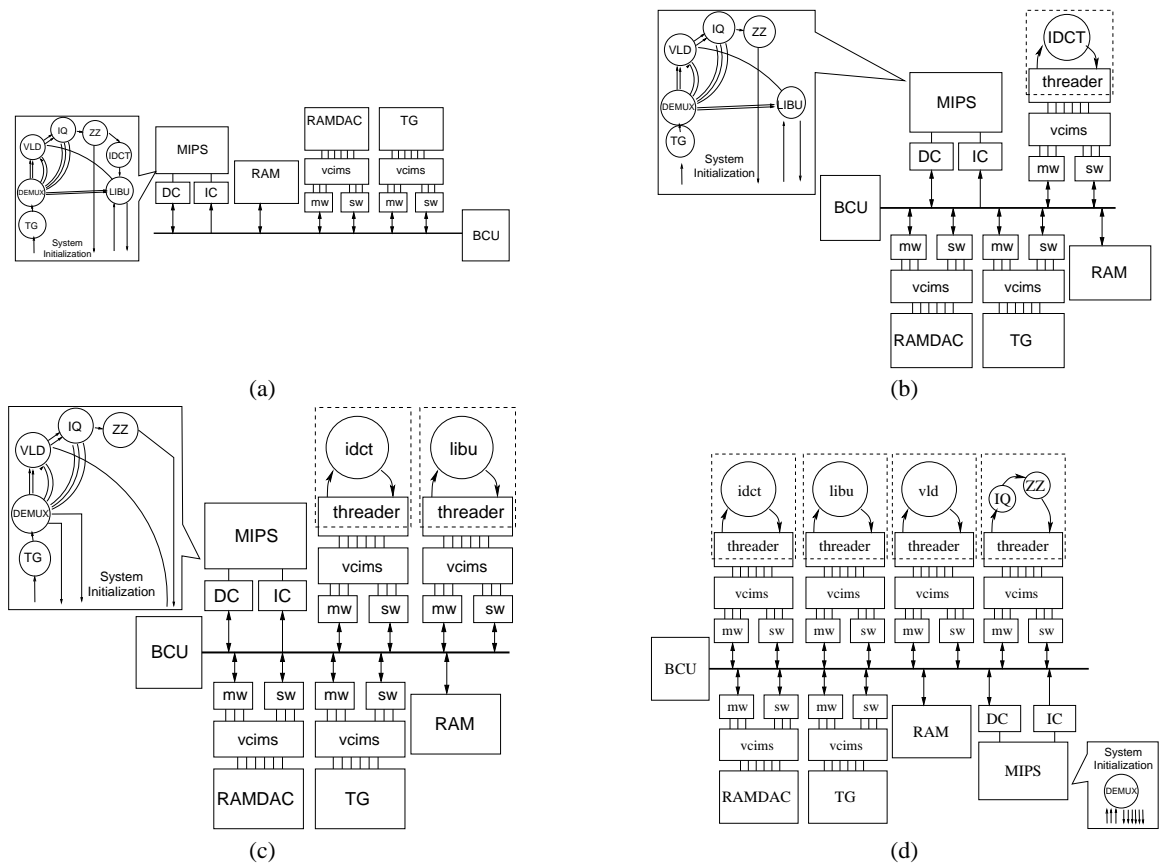 IQ
ZZ
VLD
IDCT
DEMUX
LIBU
TG
System
Initialization
MIPS
DC
IC
RAM
RAMDAC
vcims
mw
sw
TG
vcims
mw
sw
BCU
(a)
IQ
ZZ
VLD
DEMUX
LIBU
TG
System
Initialization
MIPS
DC
IC
IDCT
threader
vcims
mw
sw
BCU
mw
sw
vcims
RAMDAC
mw
sw
vcims
TG
RAM
(b)
IQ
ZZ
VLD
DEMUX
TG
System
Initialization
MIPS
DC
IC
idct
threader
vcims
mw
sw
libu
threader
vcims
mw
sw
BCU
mw
sw
vcims
RAMDAC
mw
sw
vcims
TG
RAM
(c)
idct
threader
vcims
mw
sw
libu
threader
vcims
mw
sw
vld
threader
vcims
mw
sw
IQ
ZZ
threader
vcims
mw
sw
BCU
mw
sw
vcims
RAMDAC
mw
sw
vcims
TG
RAM
DC
IC
MIPS
System
Initialization
DEMUX
(d)